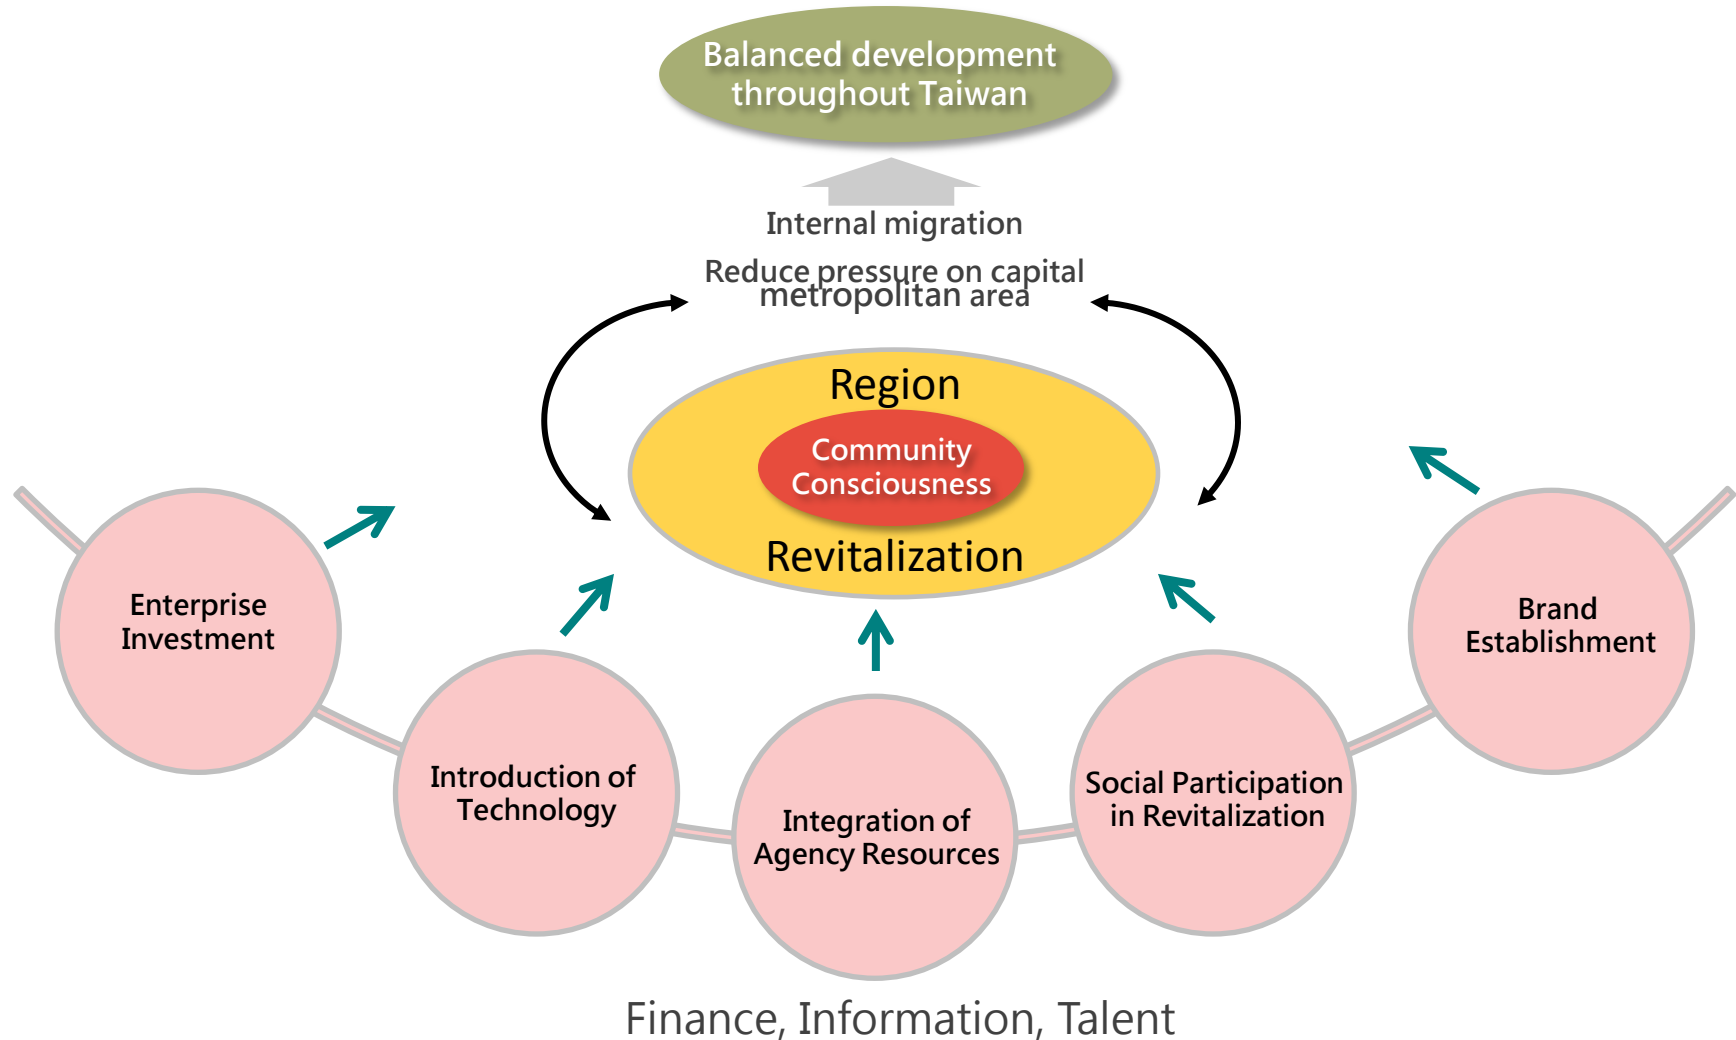 Balanced development
throughout Taiwan
Internal migration
Reduce pressure on capital
metropolitan area
Region
Community
Consciousness
Revitalization
Enterprise
Investment
Introduction of
Technology
Integration of
Agency Resources
Social Participation
in Revitalization
Brand
Establishment
Finance, Information, Talent